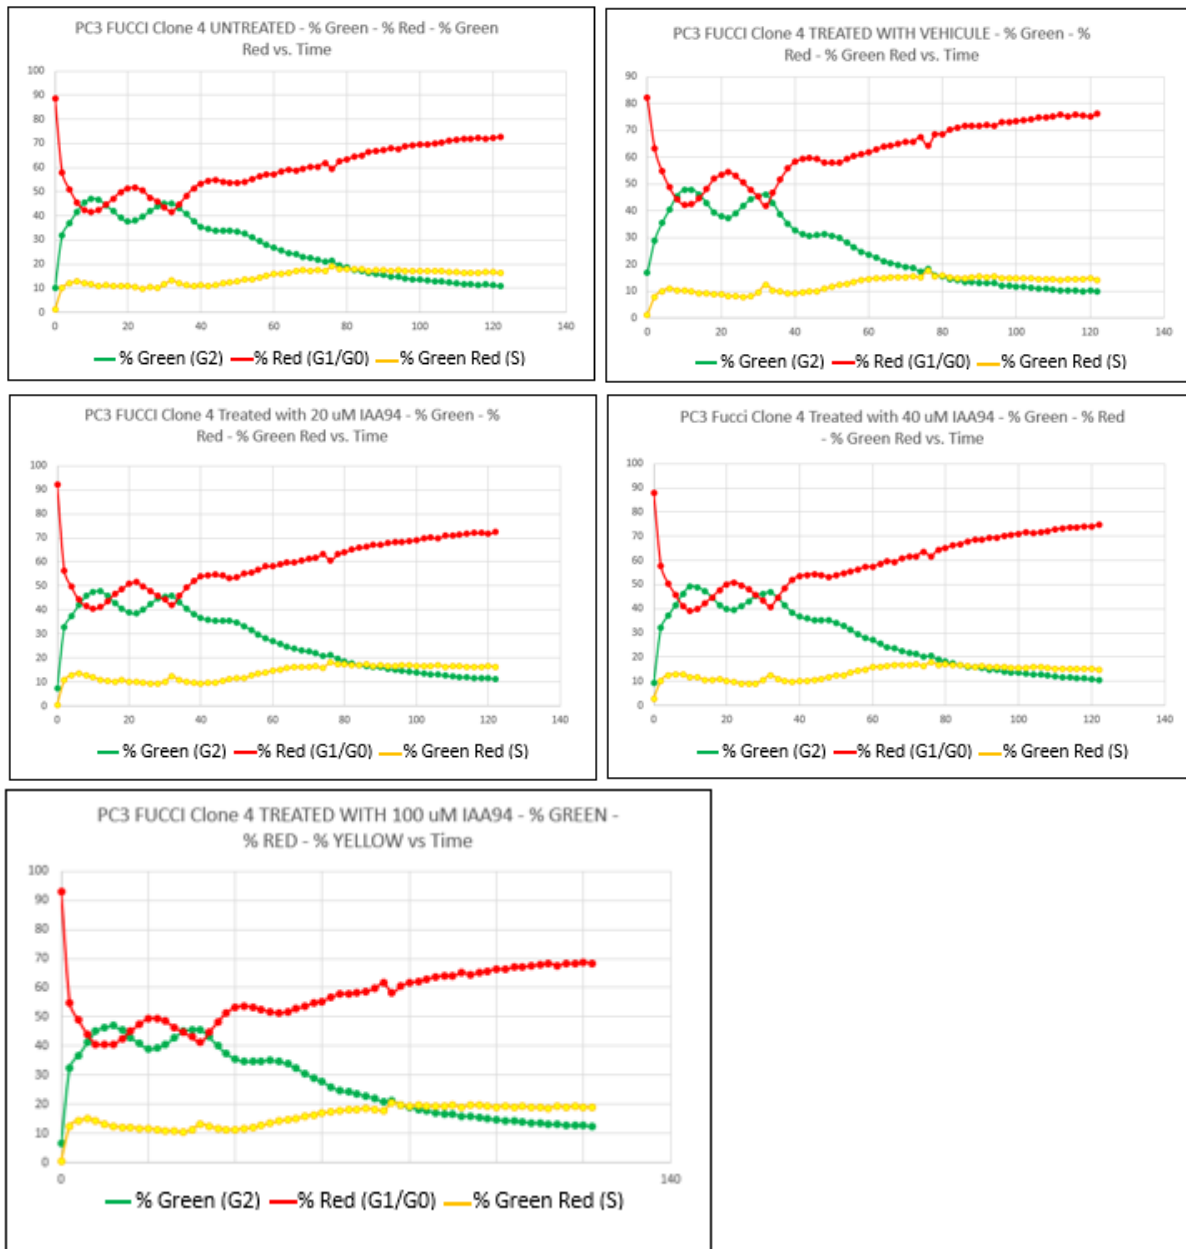 PC3 FUCCI Clone 4 UNTREATED - % Green - % Red - % Green
Red vs. Time
100
90
80
70
60
50
40
30
20
10
0
0 20 40 60 80 100 120 140
% Green (G2) % Red (G1/G0) % Green Red (S)
PC3 FUCCI Clone 4 TREATED WITH VEHICULE - % Green - %
Red - % Green Red vs. Time
90
80
70
60
50
40
30
20
10
0
0 20 40 60 80 100 120 140
% Green (G2) % Red (G1/G0) % Green Red (S)
PC3 FUCCI Clone 4 Treated with 20 uM IAA94 - % Green - %
Red - % Green Red vs. Time
100
90
80
70
60
50
40
30
20
10
0
0 20 40 60 80 100 120 140
% Green (G2) % Red (G1/G0) % Green Red (S)
PC3 Fucci Clone 4 Treated with 40 uM IAA94 - % Green - % Red
- % Green Red vs. Time
100
90
80
70
60
50
40
30
20
10
0
0 20 40 60 80 100 120 140
% Green (G2) % Red (G1/G0) % Green Red (S)
PC3 FUCCI Clone 4 TREATED WITH 100 uM IAA94 - % GREEN -
% RED - % YELLOW vs Time
100
90
80
70
60
50
40
30
20
10
0
0 140
% Green (G2) % Red (G1/G0) % Green Red (S)